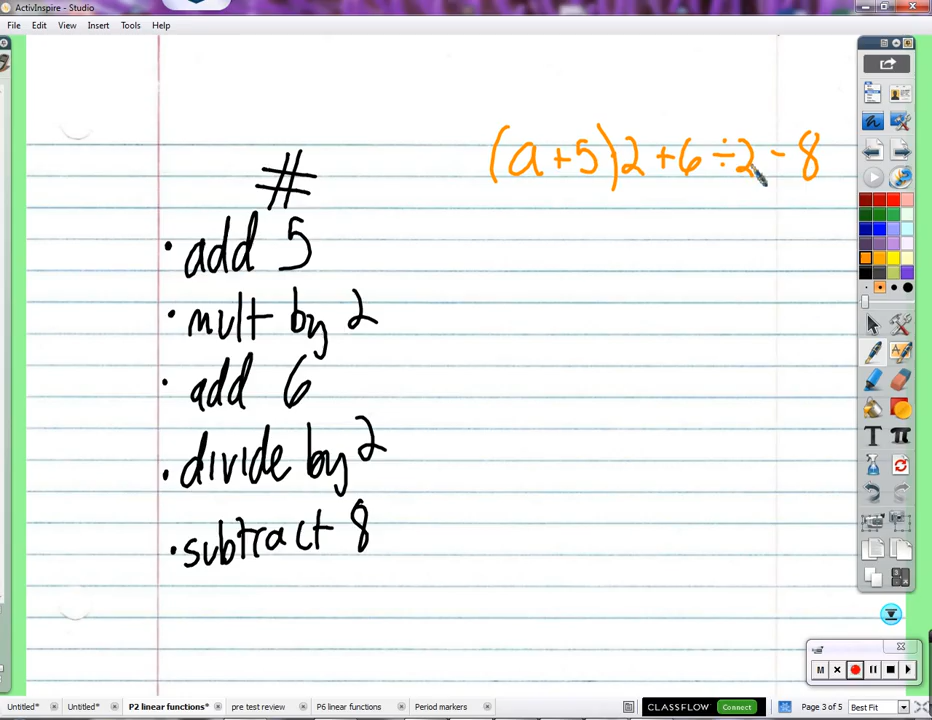 ActivInspire - Studio
File Edit View Insert Tools Help
(a+5)2+6÷2-8
#
• add 5
• mult by 2
• add 6
• divide by 2
• subtract 8
T π
M
Untitled* Untitled* P2 linear functions* pre test review P6 linear functions Period markers CLASSFLOW Connect Page 3 of 5 Best Fit